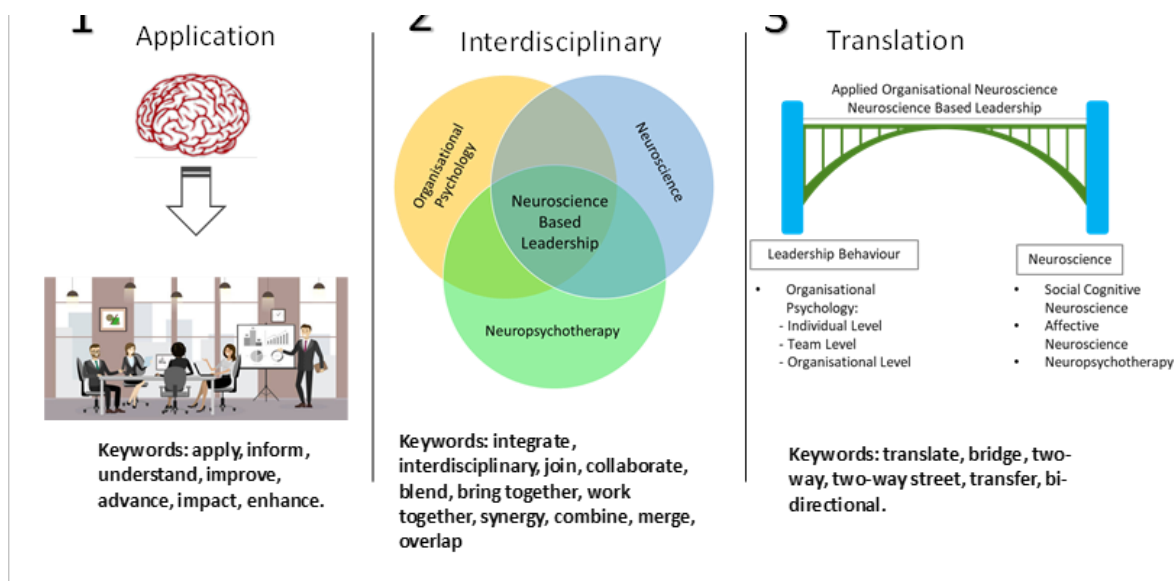 1
Application
Keywords: apply, inform,
understand, improve,
advance, impact, enhance.
2
Interdisciplinary
Organisational
Psychology
Neuroscience
Neuroscience
Based
Leadership
Neuropsychotherapy
Keywords: integrate,
interdisciplinary, join, collaborate,
blend, bring together, work
together, synergy, combine, merge,
overlap
3
Translation
Applied Organisational Neuroscience
Neuroscience Based Leadership
Leadership Behaviour
• Organisational
Psychology:
- Individual Level
- Team Level
- Organisational Level
Neuroscience
• Social Cognitive
Neuroscience
• Affective
Neuroscience
• Neuropsychotherapy
Keywords: translate, bridge, two-
way, two-way street, transfer, bi-
directional.